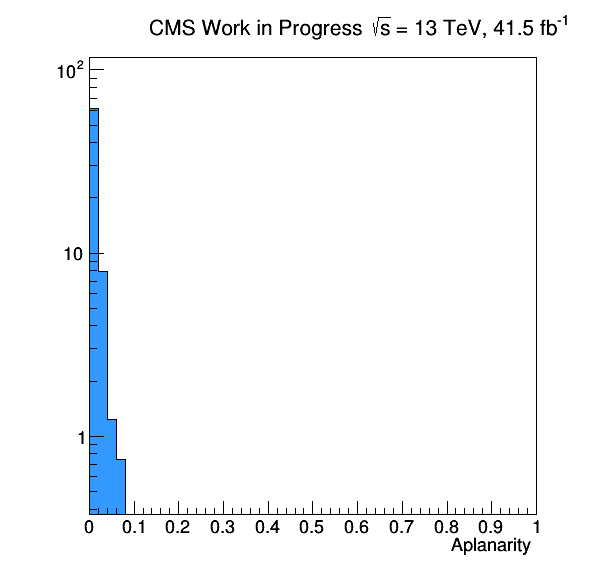 CMS Work in Progress √s = 13 TeV, 41.5 fb⁻¹
10²
10
1
0 0.1 0.2 0.3 0.4 0.5 0.6 0.7 0.8 0.9 1
Aplanarity